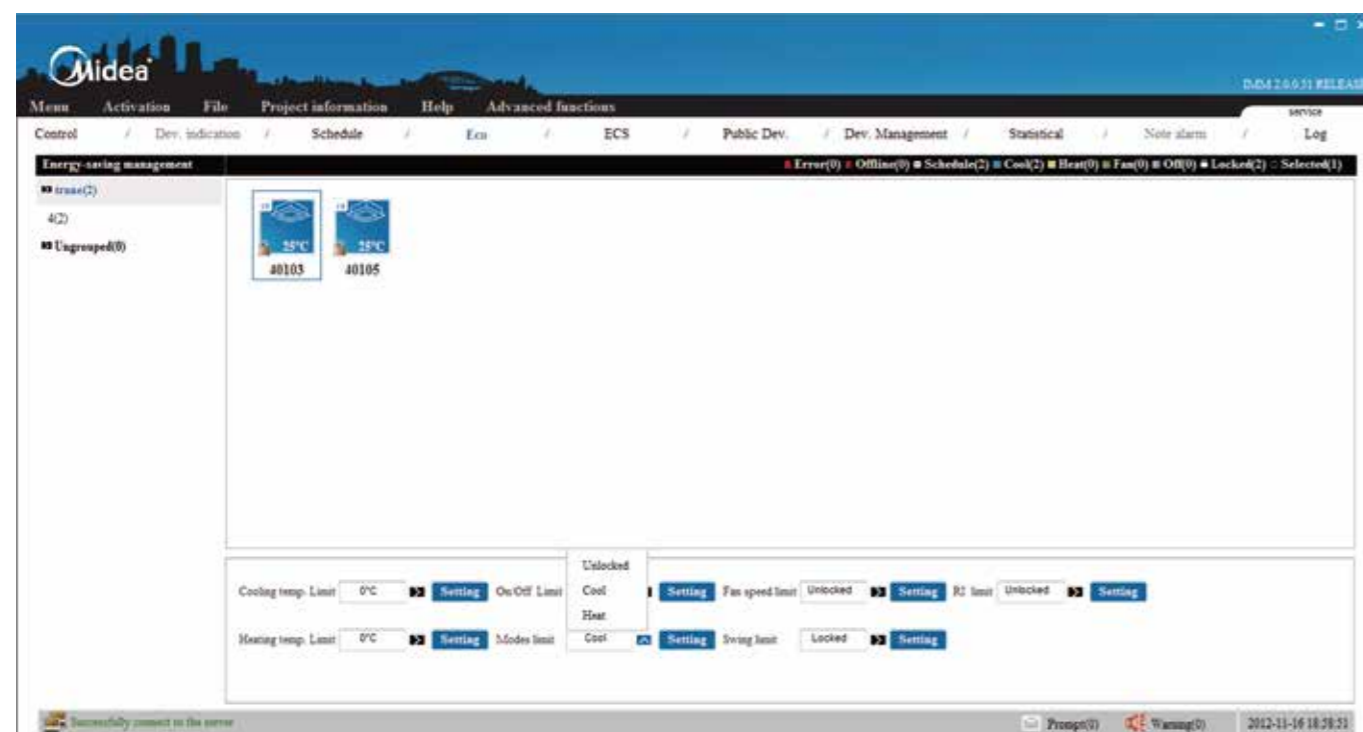 Midea
IMM 2.0.0.51 RELEASE
Menu Activation File Project information Help Advanced functions
service
Control / Dev. indication / Schedule / Eco / ECS / Public Dev. / Dev. Management / Statistical / Note alarm / Log
Energy-saving management Error(0) Offline(0) Schedule(2) Cool(2) Heat(0) Fan(0) Off(0) Locked(2) Selected(1)
trane(2)
4(2)
Ungrouped(0)
25°C 25°C
40103 40105
Unlocked
Cooling temp. Limit 0°C Setting On/Off Limit Cool Setting Fan speed limit Unlocked Setting RI limit Unlocked Setting
Heat
Heating temp. Limit 0°C Setting Modes limit Cool Setting Swing limit Locked Setting
Successfully connect to the server Prompt(0) Warning(0) 2012-11-16 18:58:51